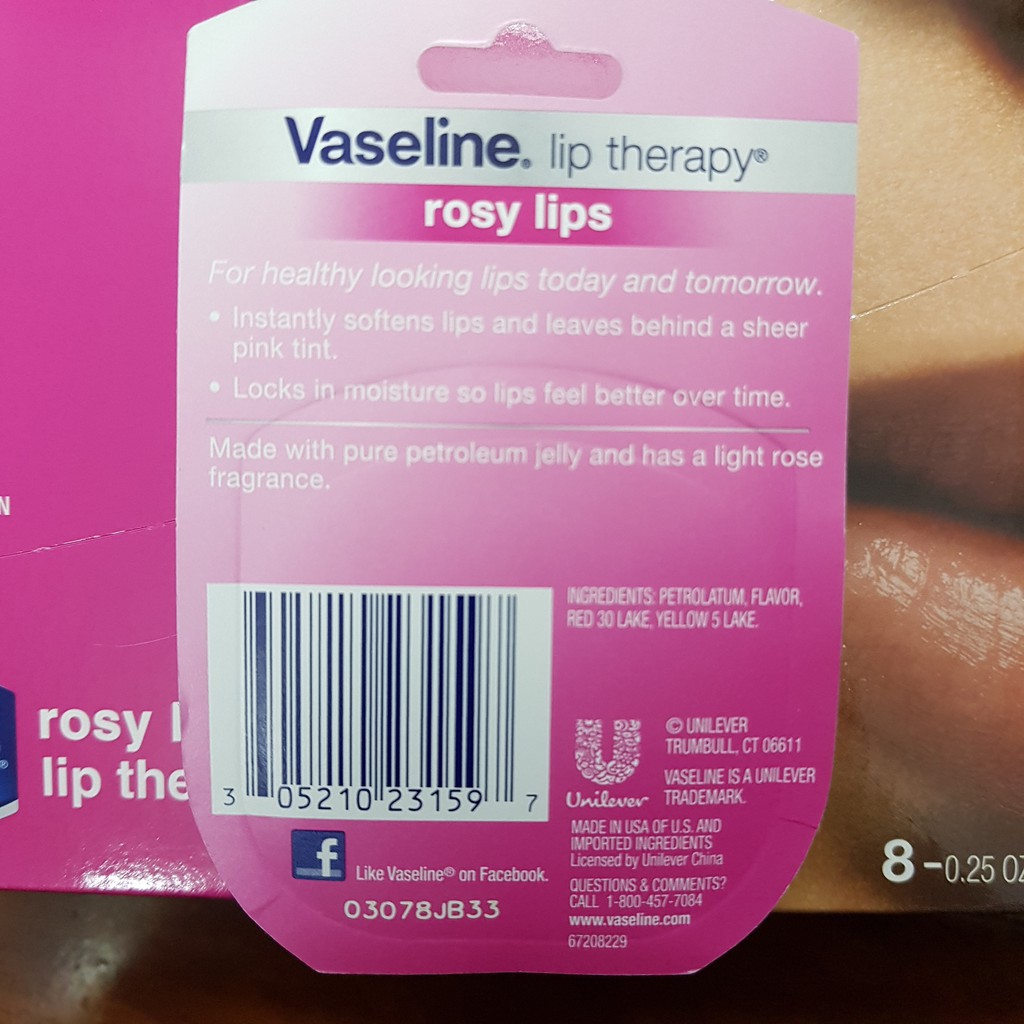 Vaseline® lip therapy®
rosy lips
For healthy looking lips today and tomorrow.
• Instantly softens lips and leaves behind a sheer
pink tint.
• Locks in moisture so lips feel better over time.
Made with pure petroleum jelly and has a light rose
fragrance.
INGREDIENTS: PETROLATUM, FLAVOR,
RED 30 LAKE, YELLOW 5 LAKE.
3 05210 23159 7
© UNILEVER
TRUMBULL, CT 06611
VASELINE IS A UNILEVER
TRADEMARK.
Unilever
MADE IN USA OF U.S. AND
IMPORTED INGREDIENTS
Licensed by Unilever China
QUESTIONS & COMMENTS?
CALL 1-800-457-7084
www.vaseline.com
67208229
f
Like Vaseline® on Facebook.
03078JB33
N
rosy l
lip the
®
8 - 0.25 OZ